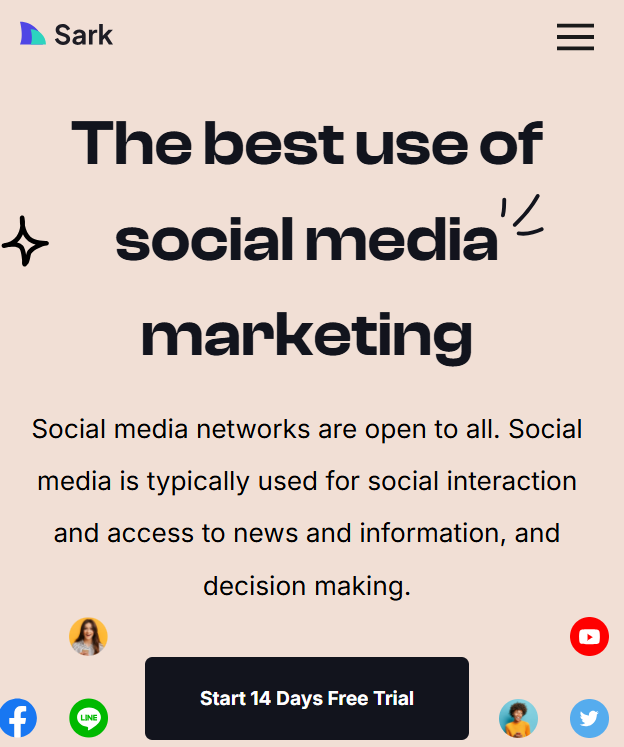 Sark
The best use of
social media
marketing
Social media networks are open to all. Social
media is typically used for social interaction
and access to news and information, and
decision making.
Start 14 Days Free Trial
LINE